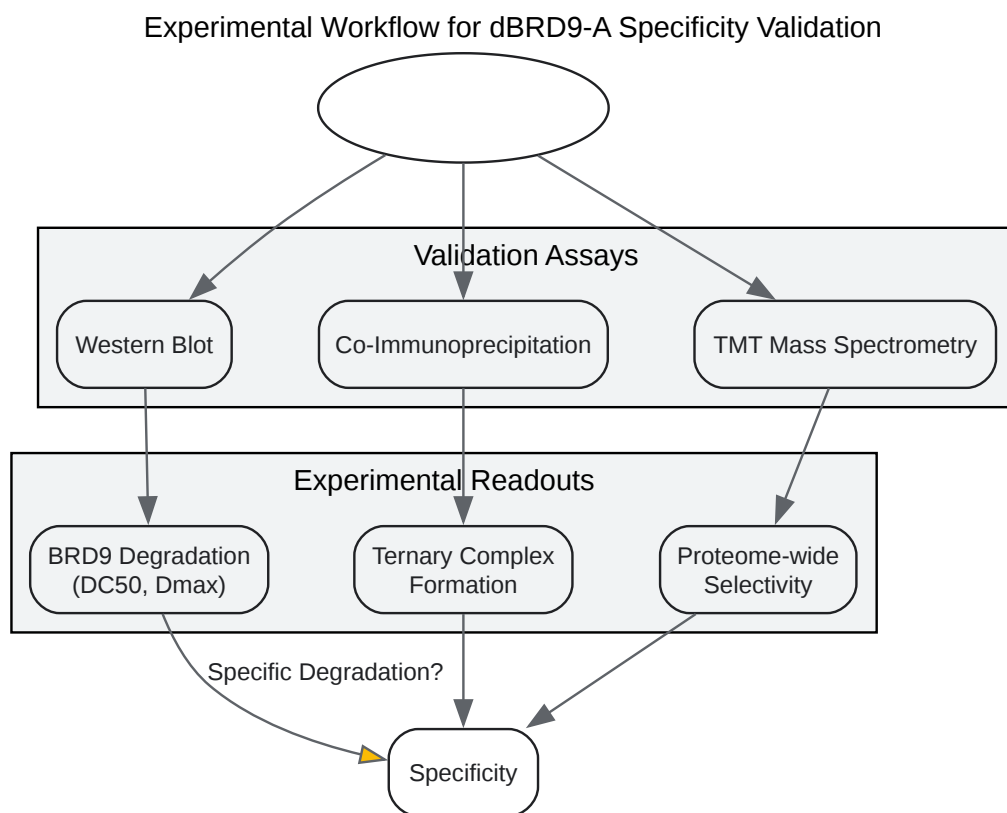 Experimental Workflow for dBRD9-A Specificity Validation
Validation Assays
Western Blot
Co-Immunoprecipitation
TMT Mass Spectrometry
Experimental Readouts
BRD9 Degradation
(DC50, Dmax)
Ternary Complex
Formation
Proteome-wide
Selectivity
Specific Degradation?
Specificity